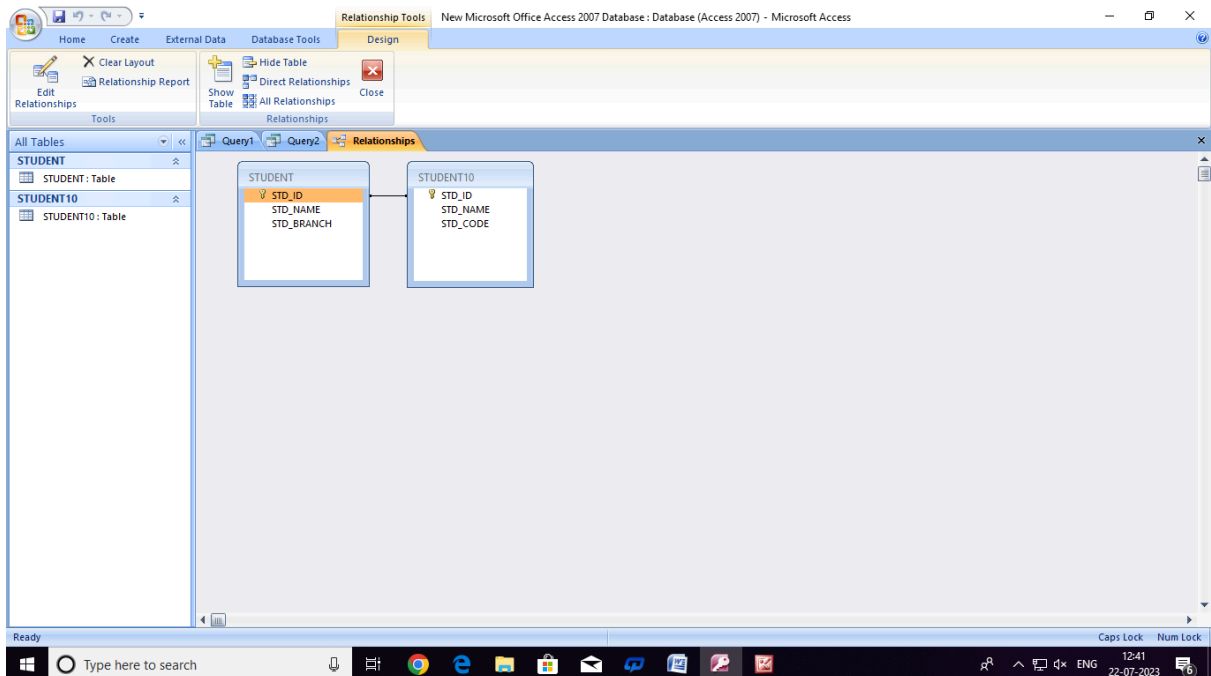 Relationship Tools
New Microsoft Office Access 2007 Database : Database (Access 2007) - Microsoft Access
Home Create External Data Database Tools Design
Edit Relationships
Clear Layout
Relationship Report
Tools
Show Table
Hide Table
Direct Relationships
All Relationships
Close
Relationships
All Tables
STUDENT
STUDENT : Table
STUDENT10
STUDENT10 : Table
Query1 Query2 Relationships
STUDENT
STD_ID
STD_NAME
STD_BRANCH
STUDENT10
STD_ID
STD_NAME
STD_CODE
Ready
Caps Lock Num Lock
Type here to search
ENG
12:41
22-07-2023
6